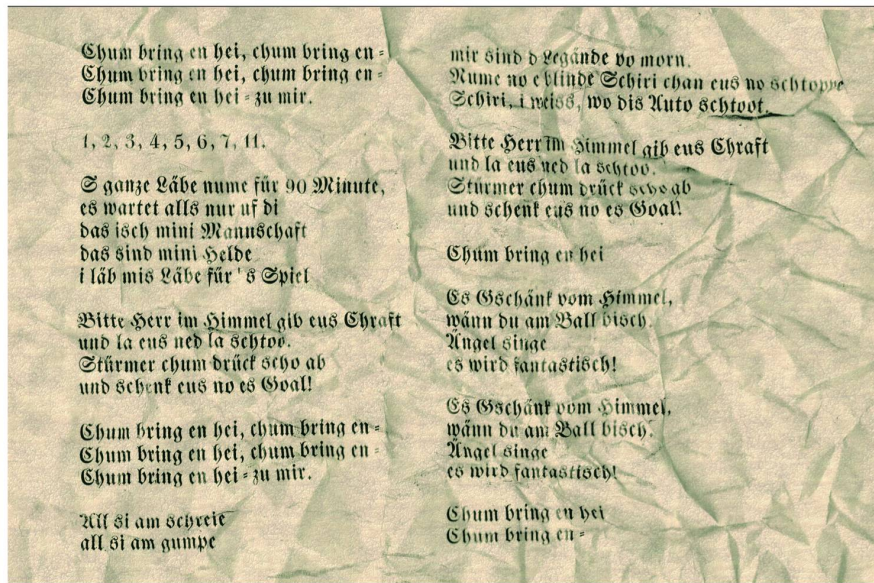 Chum bring en hei, chum bring en-
Chum bring en hei, chum bring en-
Chum bring en hei - zu mir.
1, 2, 3, 4, 5, 6, 7, 11.
S ganze Läbe nume für 90 Minute,
es wartet alls nur uf di
das isch mini Mannschaft
das sind mini Helde
i läb mis Läbe für 's Spiel
Bitte Herr im Himmel gib eus Chraft
und la eus ned la schtoo.
Stürmer chum drück scho ab
und schenk eus no es Goal!
Chum bring en hei, chum bring en-
Chum bring en hei, chum bring en -
Chum bring en hei - zu mir.
All si am schreie
all si am gumpe
mir sind d Legände vo morn.
Nume no e blinde Schiri chan eus no schtoppe
Schiri, i weiss, wo dis Auto schtoot.
Bitte Herr im Himmel gib eus Chraft
und la eus ned la schtoo.
Stürmer chum drück scho ab
und schenk eus no es Goal!
Chum bring en hei
Es Gschänk vom Himmel,
wänn du am Ball bisch.
Ängel singe
es wird fantastisch!
Es Gschänk vom Himmel,
wänn du am Ball bisch.
Ängel singe
es wird fantastisch!
Chum bring en hei
Chum bring en-